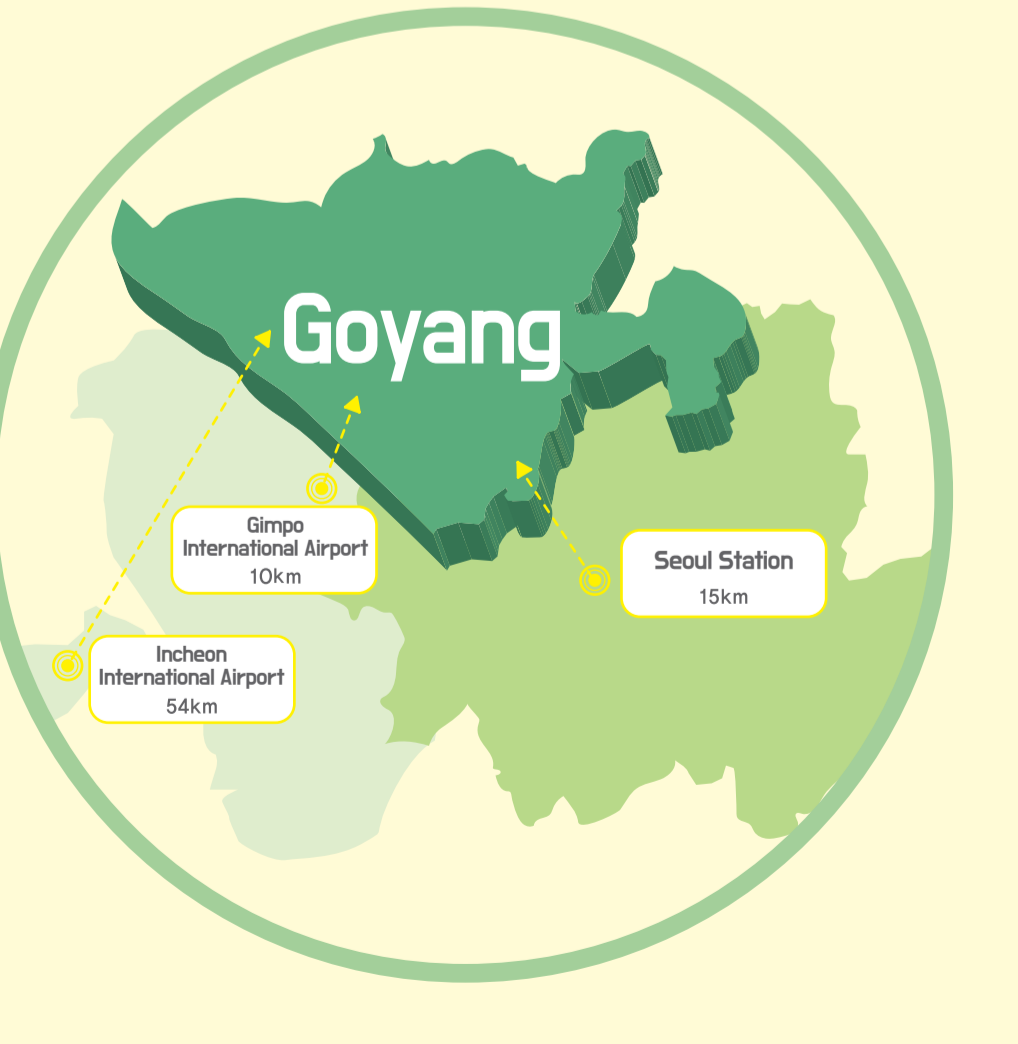 Goyang
Gimpo
International Airport
10km
Seoul Station
15km
Incheon
International Airport
54km